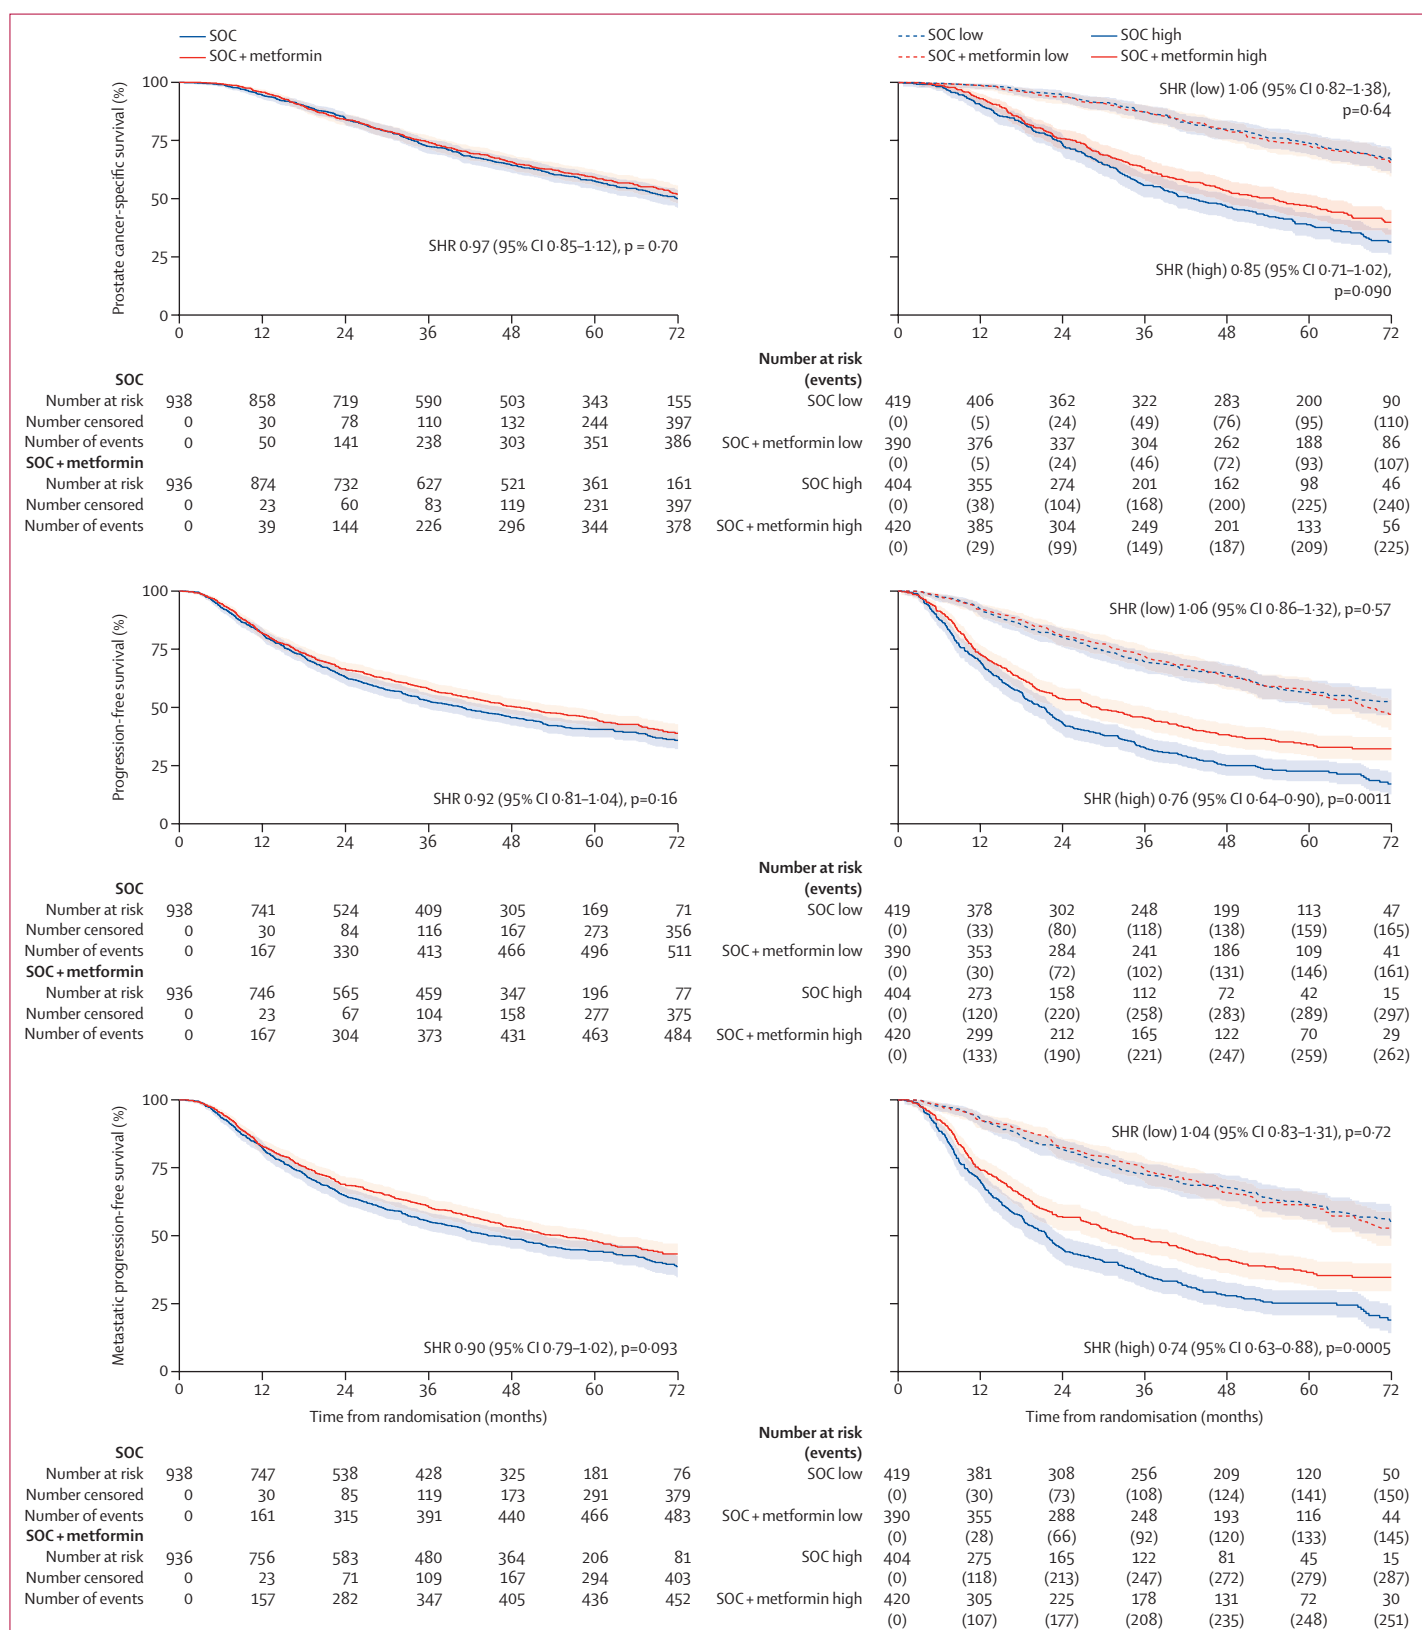 SOC
SOC + metformin
Prostate cancer-specific survival (%)
100
75
50
25
0
SHR 0·97 (95% CI 0·85–1·12), p = 0·70
0 12 24 36 48 60 72
SOC
Number at risk 938 858 719 590 503 343 155
Number censored 0 30 78 110 132 244 397
Number of events 0 50 141 238 303 351 386
SOC + metformin
Number at risk 936 874 732 627 521 361 161
Number censored 0 23 60 83 119 231 397
Number of events 0 39 144 226 296 344 378
SOC low SOC high
SOC + metformin low SOC + metformin high
SHR (low) 1·06 (95% CI 0·82–1·38),
p=0·64
SHR (high) 0·85 (95% CI 0·71–1·02),
p=0·090
0 12 24 36 48 60 72
Number at risk
(events)
SOC low 419 406 362 322 283 200 90
(0) (5) (24) (49) (76) (95) (110)
SOC + metformin low 390 376 337 304 262 188 86
(0) (5) (24) (46) (72) (93) (107)
SOC high 404 355 274 201 162 98 46
(0) (38) (104) (168) (200) (225) (240)
SOC + metformin high 420 385 304 249 201 133 56
(0) (29) (99) (149) (187) (209) (225)
Progression-free survival (%)
100
75
50
25
0
SHR 0·92 (95% CI 0·81–1·04), p=0·16
0 12 24 36 48 60 72
SOC
Number at risk 938 741 524 409 305 169 71
Number censored 0 30 84 116 167 273 356
Number of events 0 167 330 413 466 496 511
SOC + metformin
Number at risk 936 746 565 459 347 196 77
Number censored 0 23 67 104 158 277 375
Number of events 0 167 304 373 431 463 484
SHR (low) 1·06 (95% CI 0·86–1·32), p=0·57
SHR (high) 0·76 (95% CI 0·64–0·90), p=0·0011
0 12 24 36 48 60 72
Number at risk
(events)
SOC low 419 378 302 248 199 113 47
(0) (33) (80) (118) (138) (159) (165)
SOC + metformin low 390 353 284 241 186 109 41
(0) (30) (72) (102) (131) (146) (161)
SOC high 404 273 158 112 72 42 15
(0) (120) (220) (258) (283) (289) (297)
SOC + metformin high 420 299 212 165 122 70 29
(0) (133) (190) (221) (247) (259) (262)
Metastatic progression-free survival (%)
100
75
50
25
0
SHR 0·90 (95% CI 0·79–1·02), p=0·093
0 12 24 36 48 60 72
Time from randomisation (months)
SOC
Number at risk 938 747 538 428 325 181 76
Number censored 0 30 85 119 173 291 379
Number of events 0 161 315 391 440 466 483
SOC + metformin
Number at risk 936 756 583 480 364 206 81
Number censored 0 23 71 109 167 294 403
Number of events 0 157 282 347 405 436 452
SHR (low) 1·04 (95% CI 0·83–1·31), p=0·72
SHR (high) 0·74 (95% CI 0·63–0·88), p=0·0005
0 12 24 36 48 60 72
Time from randomisation (months)
Number at risk
(events)
SOC low 419 381 308 256 209 120 50
(0) (30) (73) (108) (124) (141) (150)
SOC + metformin low 390 355 288 248 193 116 44
(0) (28) (66) (92) (120) (133) (145)
SOC high 404 275 165 122 81 45 15
(0) (118) (213) (247) (272) (279) (287)
SOC + metformin high 420 305 225 178 131 72 30
(0) (107) (177) (208) (235) (248) (251)